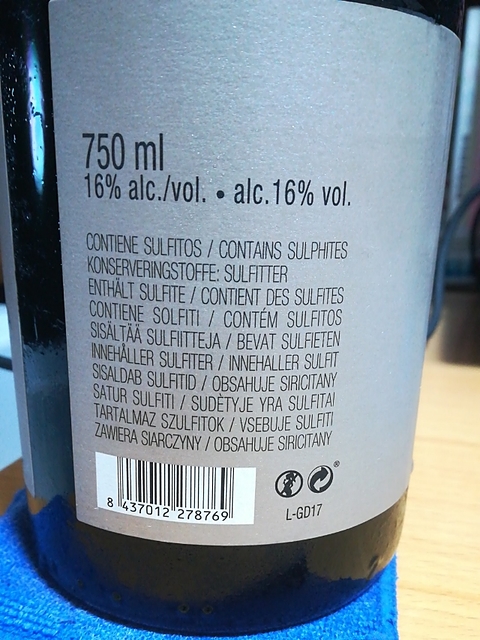 750 ml
16% alc./vol. • alc.16% vol.
CONTIENE SULFITOS / CONTAINS SULPHITES
KONSERVERINGSTOFFE: SULFITTER
ENTHÄLT SULFITE / CONTIENT DES SULFITES
CONTIENE SOLFITI / CONTÉM SULFITOS
SISÄLTÄÄ SULFIITTEJA / BEVAT SULFIETEN
INNEHÅLLER SULFITER / INNEHALLER SULFIT
SISALDAB SULFITID / OBSAHUJE SIRICITANY
SATUR SULFITI / SUDĖTYJE YRA SULFITAI
TARTALMAZ SZULFITOK / VSEBUJE SULFITI
ZAWIERA SIARCZYNY / OBSAHUJE SIRICITANY
8 437012 278769
L-GD17